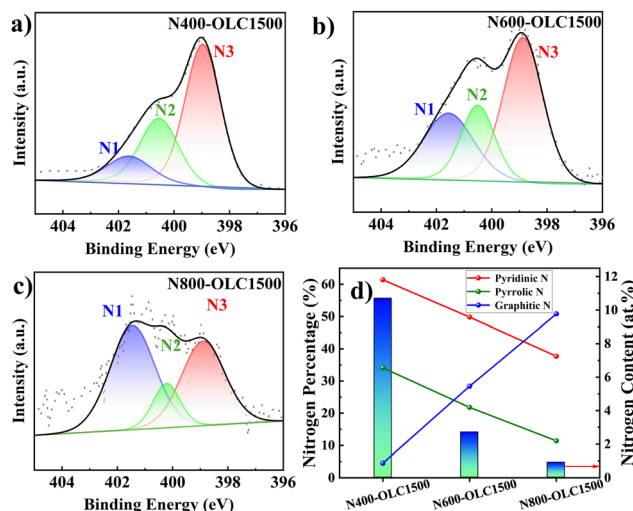 a)
N400-OLC1500
N3
N2
N1
Intensity (a.u.)
404 402 400 398 396
Binding Energy (eV)
b)
N600-OLC1500
N3
N2
N1
Intensity (a.u.)
404 402 400 398 396
Binding Energy (eV)
c)
N800-OLC1500
N1
N3
N2
Intensity (a.u.)
404 402 400 398 396
Binding Energy (eV)
d)
Pyridinic N
Pyrrolic N
Graphitic N
Nitrogen Percentage (%)
60
50
40
30
20
10
0
Nitrogen Content (at.%)
12
10
8
6
4
2
0
N400-OLC1500
N600-OLC1500
N800-OLC1500